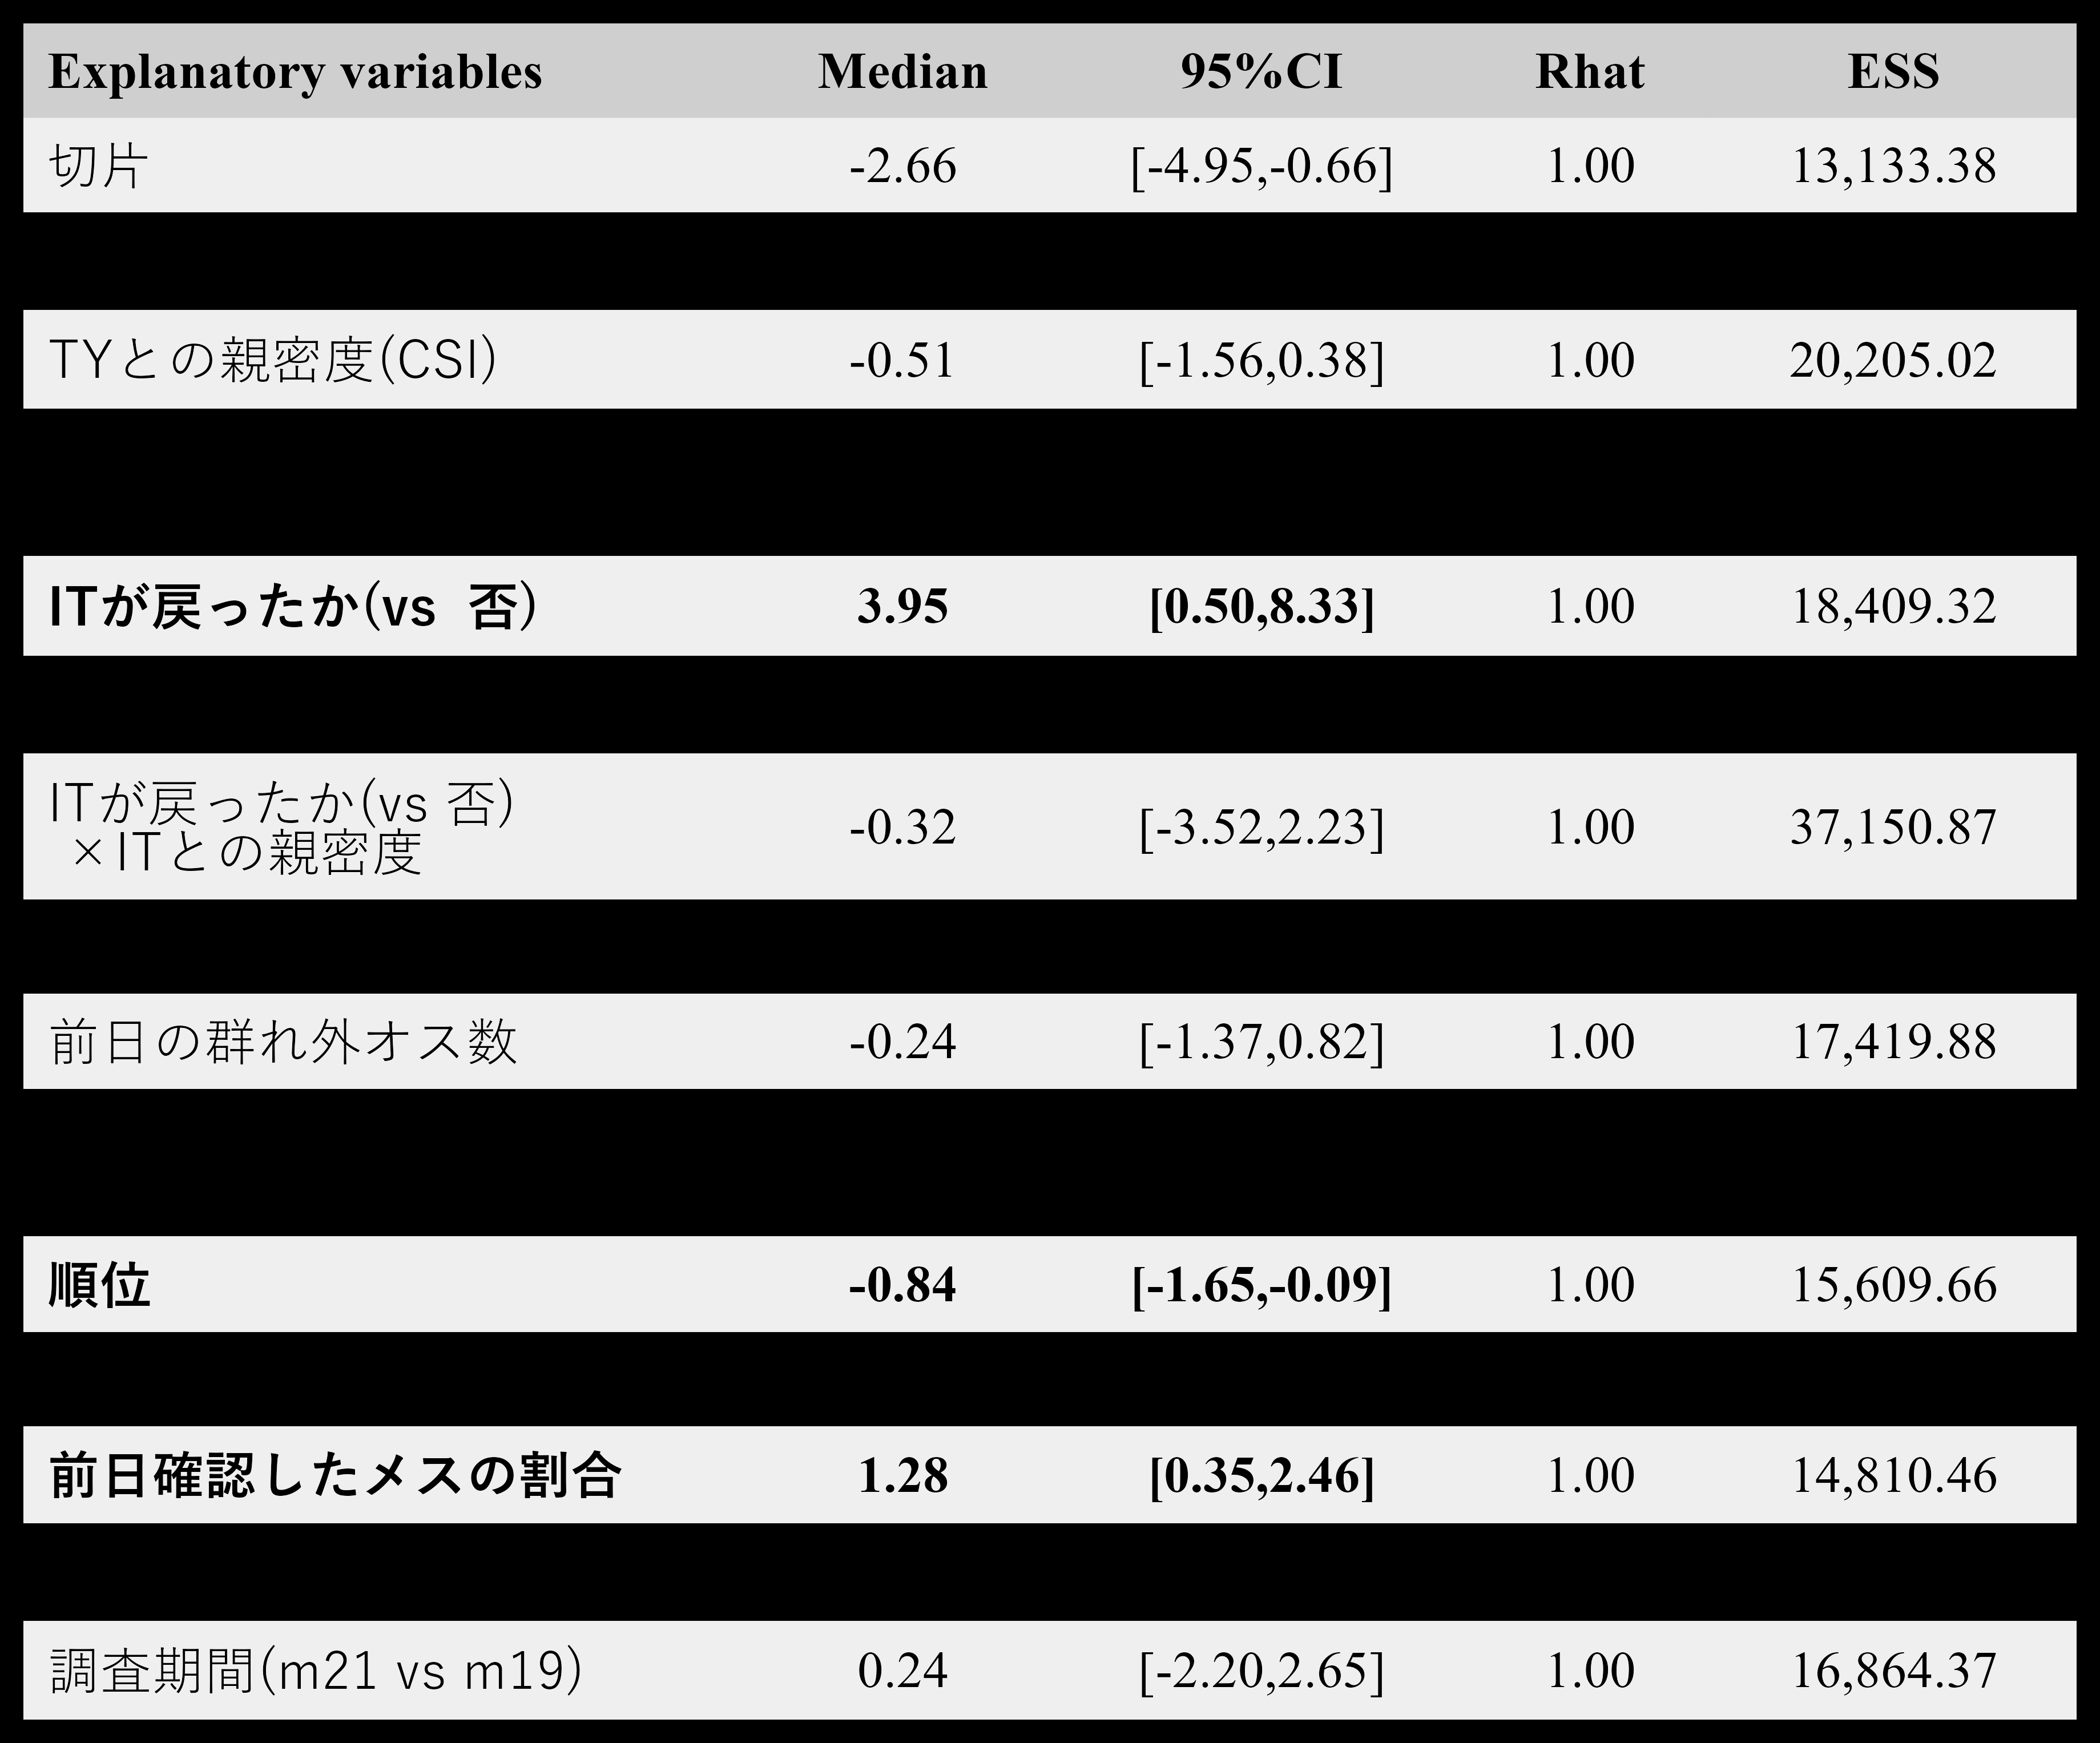 Explanatory variables Median 95%CI Rhat ESS
切片 -2.66 [-4.95,-0.66] 1.00 13,133.38
TYとの親密度(CSI) -0.51 [-1.56,0.38] 1.00 20,205.02
ITが戻ったか(vs 否) 3.95 [0.50,8.33] 1.00 18,409.32
ITが戻ったか(vs 否)
×ITとの親密度 -0.32 [-3.52,2.23] 1.00 37,150.87
前日の群れ外オス数 -0.24 [-1.37,0.82] 1.00 17,419.88
順位 -0.84 [-1.65,-0.09] 1.00 15,609.66
前日確認したメスの割合 1.28 [0.35,2.46] 1.00 14,810.46
調査期間(m21 vs m19) 0.24 [-2.20,2.65] 1.00 16,864.37